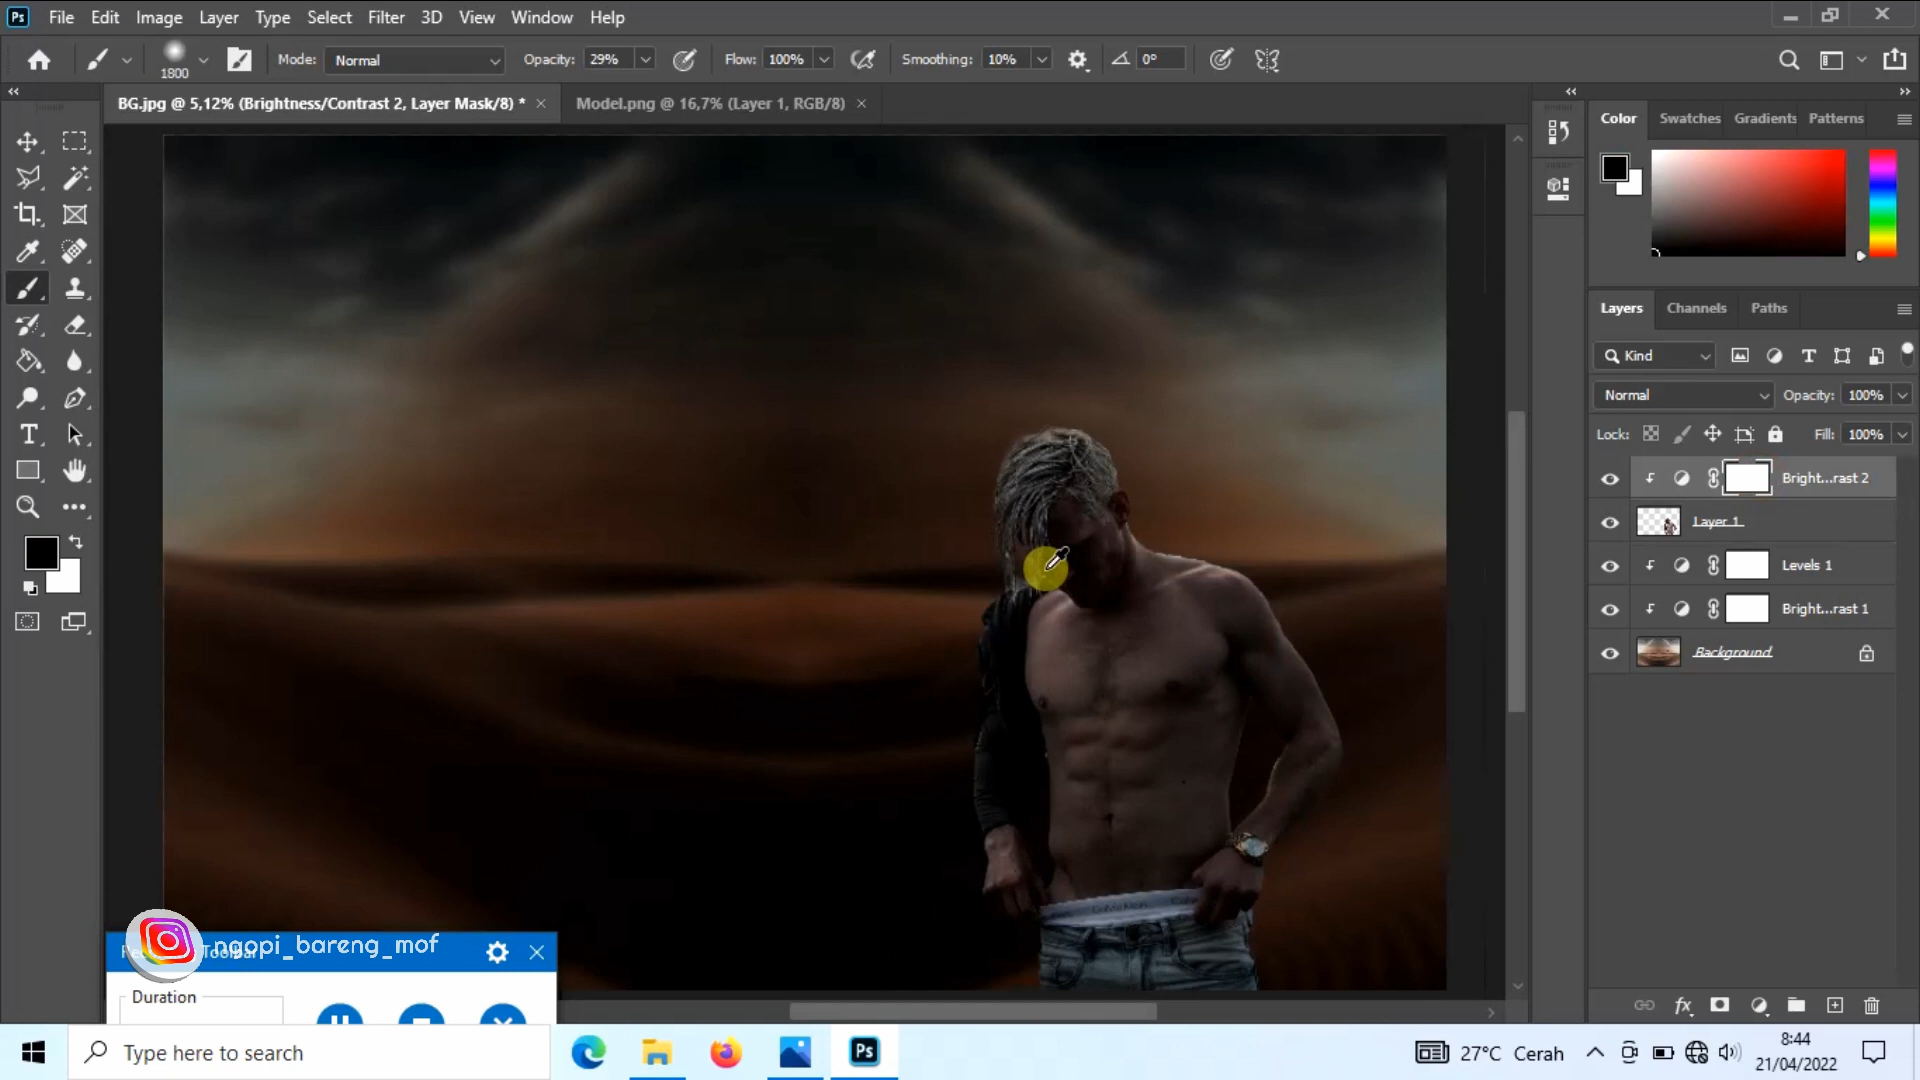 Ps File Edit Image Layer Type Select Filter 3D View Window Help
1800 Mode: Normal Opacity: 29% Flow: 100% Smoothing: 10% 0°
BG.jpg @ 5,12% (Brightness/Contrast 2, Layer Mask/8) * Model.png @ 16,7% (Layer 1, RGB/8)
Color Swatches Gradients Patterns
Layers Channels Paths
Kind
Normal Opacity: 100%
Lock: Fill: 100%
Bright...rast 2
Layer 1
Levels 1
Bright...rast 1
Background
ngopi_bareng_mof
Duration
Type here to search
Ps
27°C Cerah
8:44
21/04/2022